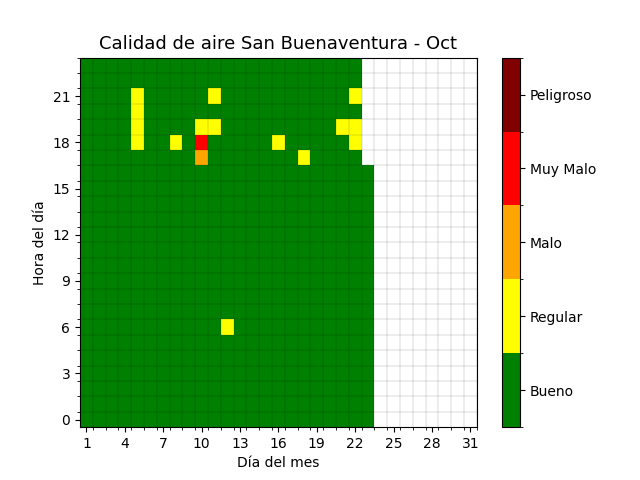 Calidad de aire San Buenaventura - Oct
Hora del día
21
18
15
12
9
6
3
0
1 4 7 10 13 16 19 22 25 28 31
Día del mes
Peligroso
Muy Malo
Malo
Regular
Bueno